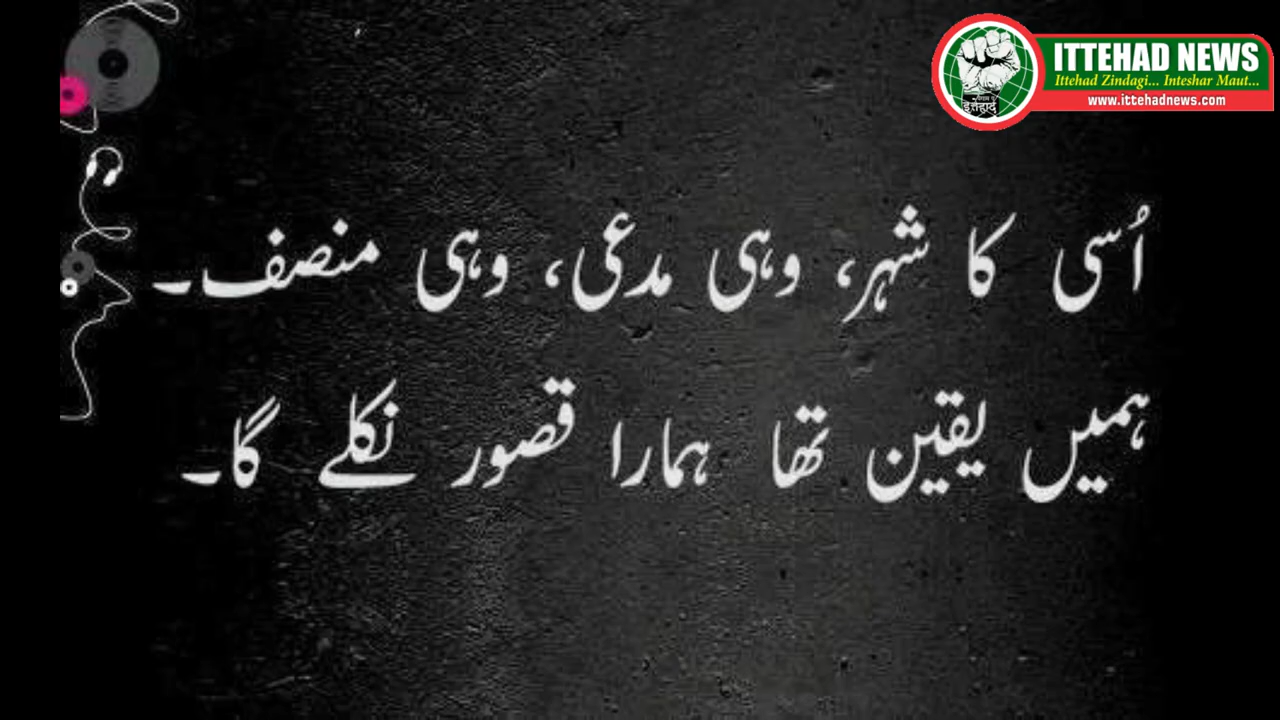 ITTEHAD NEWS
Ittehad Zindagi... Inteshar Maut...
www.ittehadnews.com
इत्तेहाद
اُسی کا شہر، وہی مدعی، وہی منصف۔
ہمیں یقین تھا ہمارا قصور نکلے گا۔